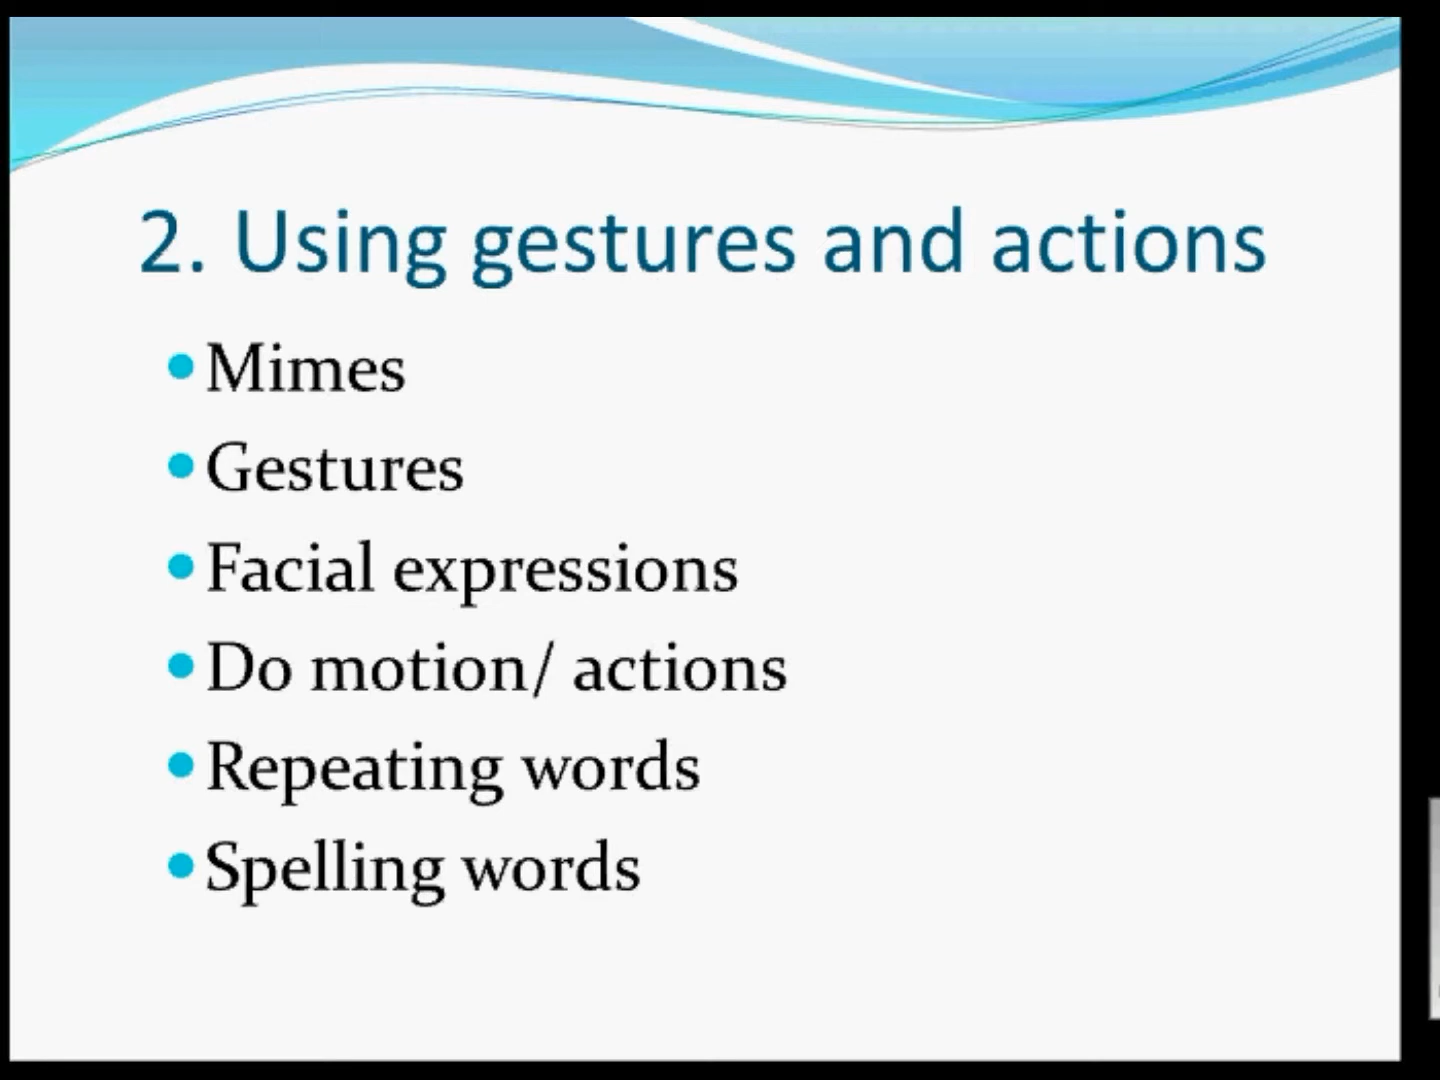 2. Using gestures and actions
• Mimes
• Gestures
• Facial expressions
• Do motion/ actions
• Repeating words
• Spelling words